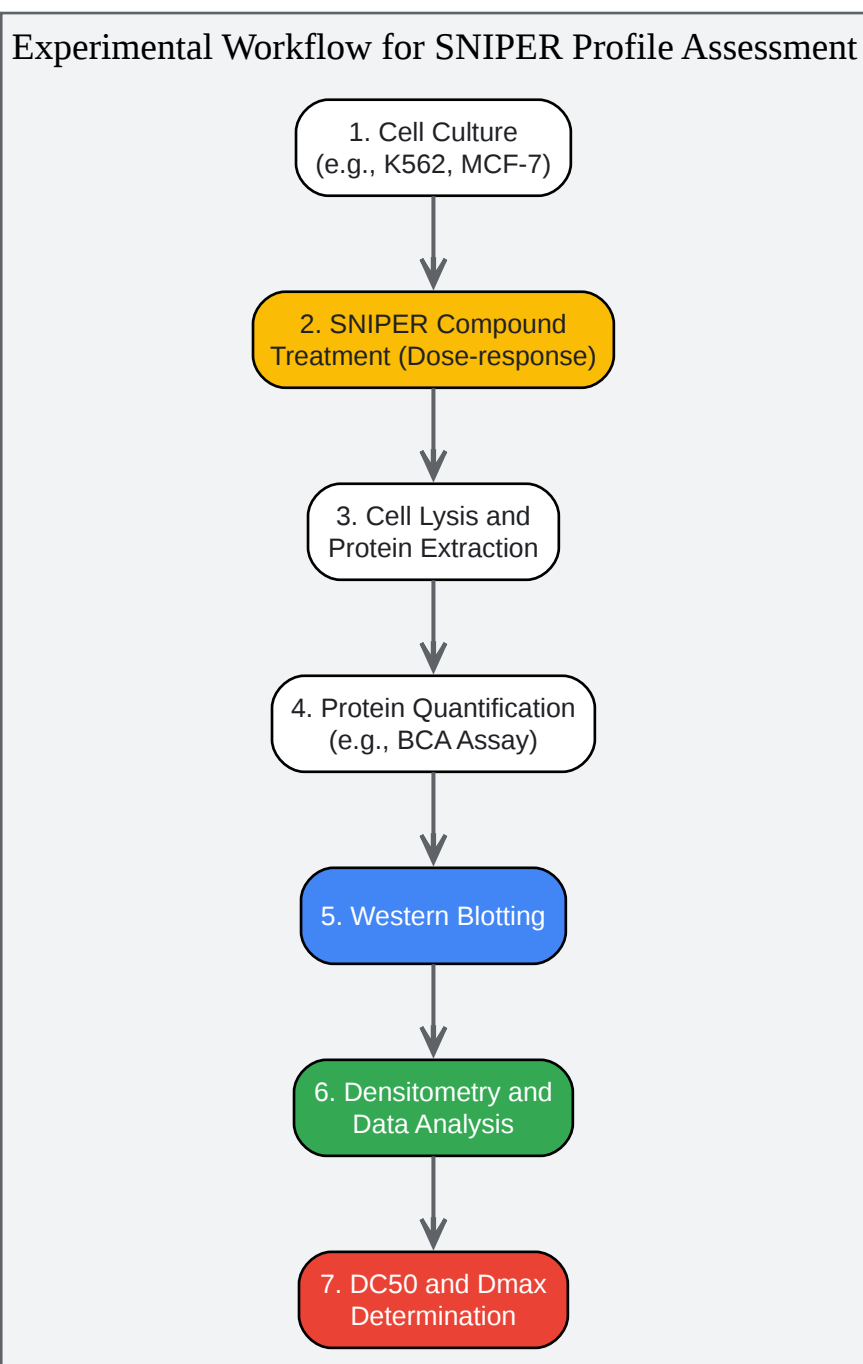 Experimental Workflow for SNIPER Profile Assessment
1. Cell Culture
(e.g., K562, MCF-7)
2. SNIPER Compound
Treatment (Dose-response)
3. Cell Lysis and
Protein Extraction
4. Protein Quantification
(e.g., BCA Assay)
5. Western Blotting
6. Densitometry and
Data Analysis
7. DC50 and Dmax
Determination